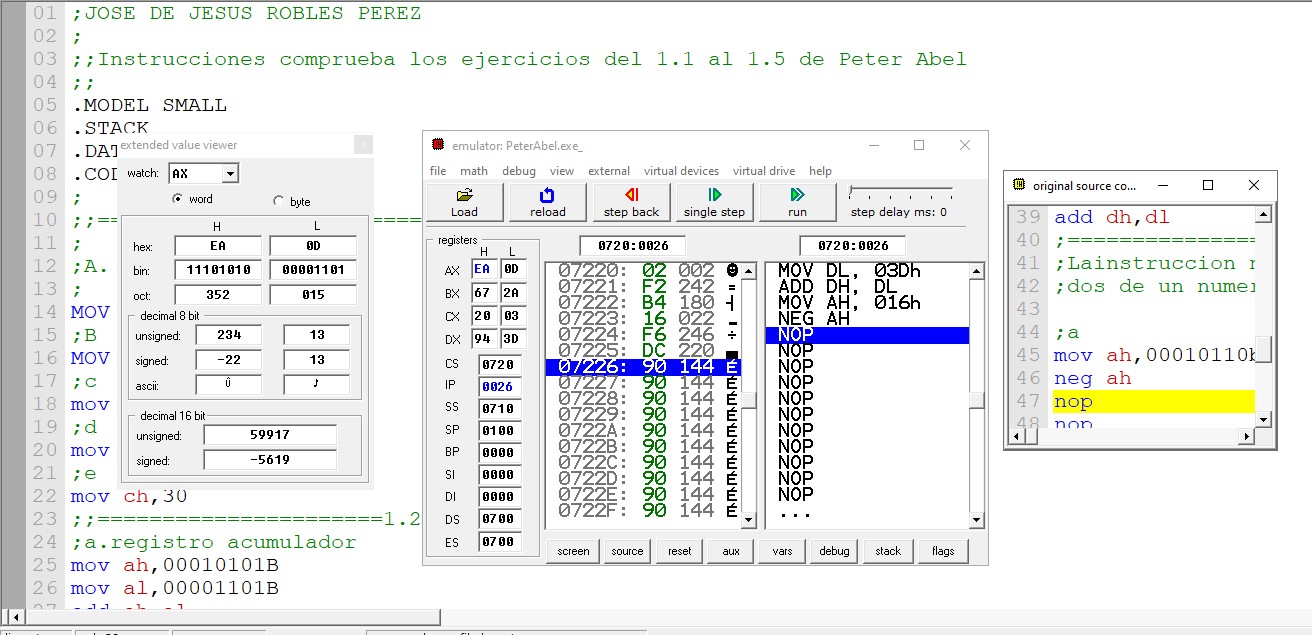 01 ;JOSE DE JESUS ROBLES PEREZ
02 ;
03 ;;Instrucciones comprueba los ejercicios del 1.1 al 1.5 de Peter Abel
04 ;;
05 .MODEL SMALL
06 .STACK
07 .DAT
08 .COD
09 ;
10 ;;=
11 ;
12 ;A.
13 ;
14 MOV
15 ;B
16 MOV
17 ;c
18 mov
19 ;d
20 mov
21 ;e
22 mov ch,30
23 ;;======================1.2
24 ;a.registro acumulador
25 mov ah,00010101B
26 mov al,00001101B
27
extended value viewer
watch: AX
word byte
H L
hex: EA 0D
bin: 11101010 00001101
oct: 352 015
decimal 8 bit
unsigned: 234 13
signed: -22 13
ascii: Û ♪
decimal 16 bit
unsigned: 59917
signed: -5619
emulator: PeterAbel.exe_
file math debug view external virtual devices virtual drive help
Load reload step back single step run step delay ms: 0
registers H L
AX EA 0D
BX 67 2A
CX 20 03
DX 94 3D
CS 0720
IP 0026
SS 0710
SP 0100
BP 0000
SI 0000
DI 0000
DS 0700
ES 0700
0720:0026 0720:0026
07220: 02 002 ☻
07221: F2 242 =
07222: B4 180 ┤
07223: 16 022 ▬
07224: F6 246 ÷
07225: DC 220 ▄
07226: 90 144 É
07227: 90 144 É
07228: 90 144 É
07229: 90 144 É
0722A: 90 144 É
0722B: 90 144 É
0722C: 90 144 É
0722D: 90 144 É
0722E: 90 144 É
0722F: 90 144 É
MOV DL, 03Dh
ADD DH, DL
MOV AH, 016h
NEG AH
NOP
NOP
NOP
NOP
NOP
NOP
NOP
NOP
NOP
NOP
NOP
...
screen source reset aux vars debug stack flags
original source co...
39 add dh,dl
40 ;================
41 ;Lainstruccion
42 ;dos de un numer
43
44 ;a
45 mov ah,00010110b
46 neg ah
47 nop
48 nop